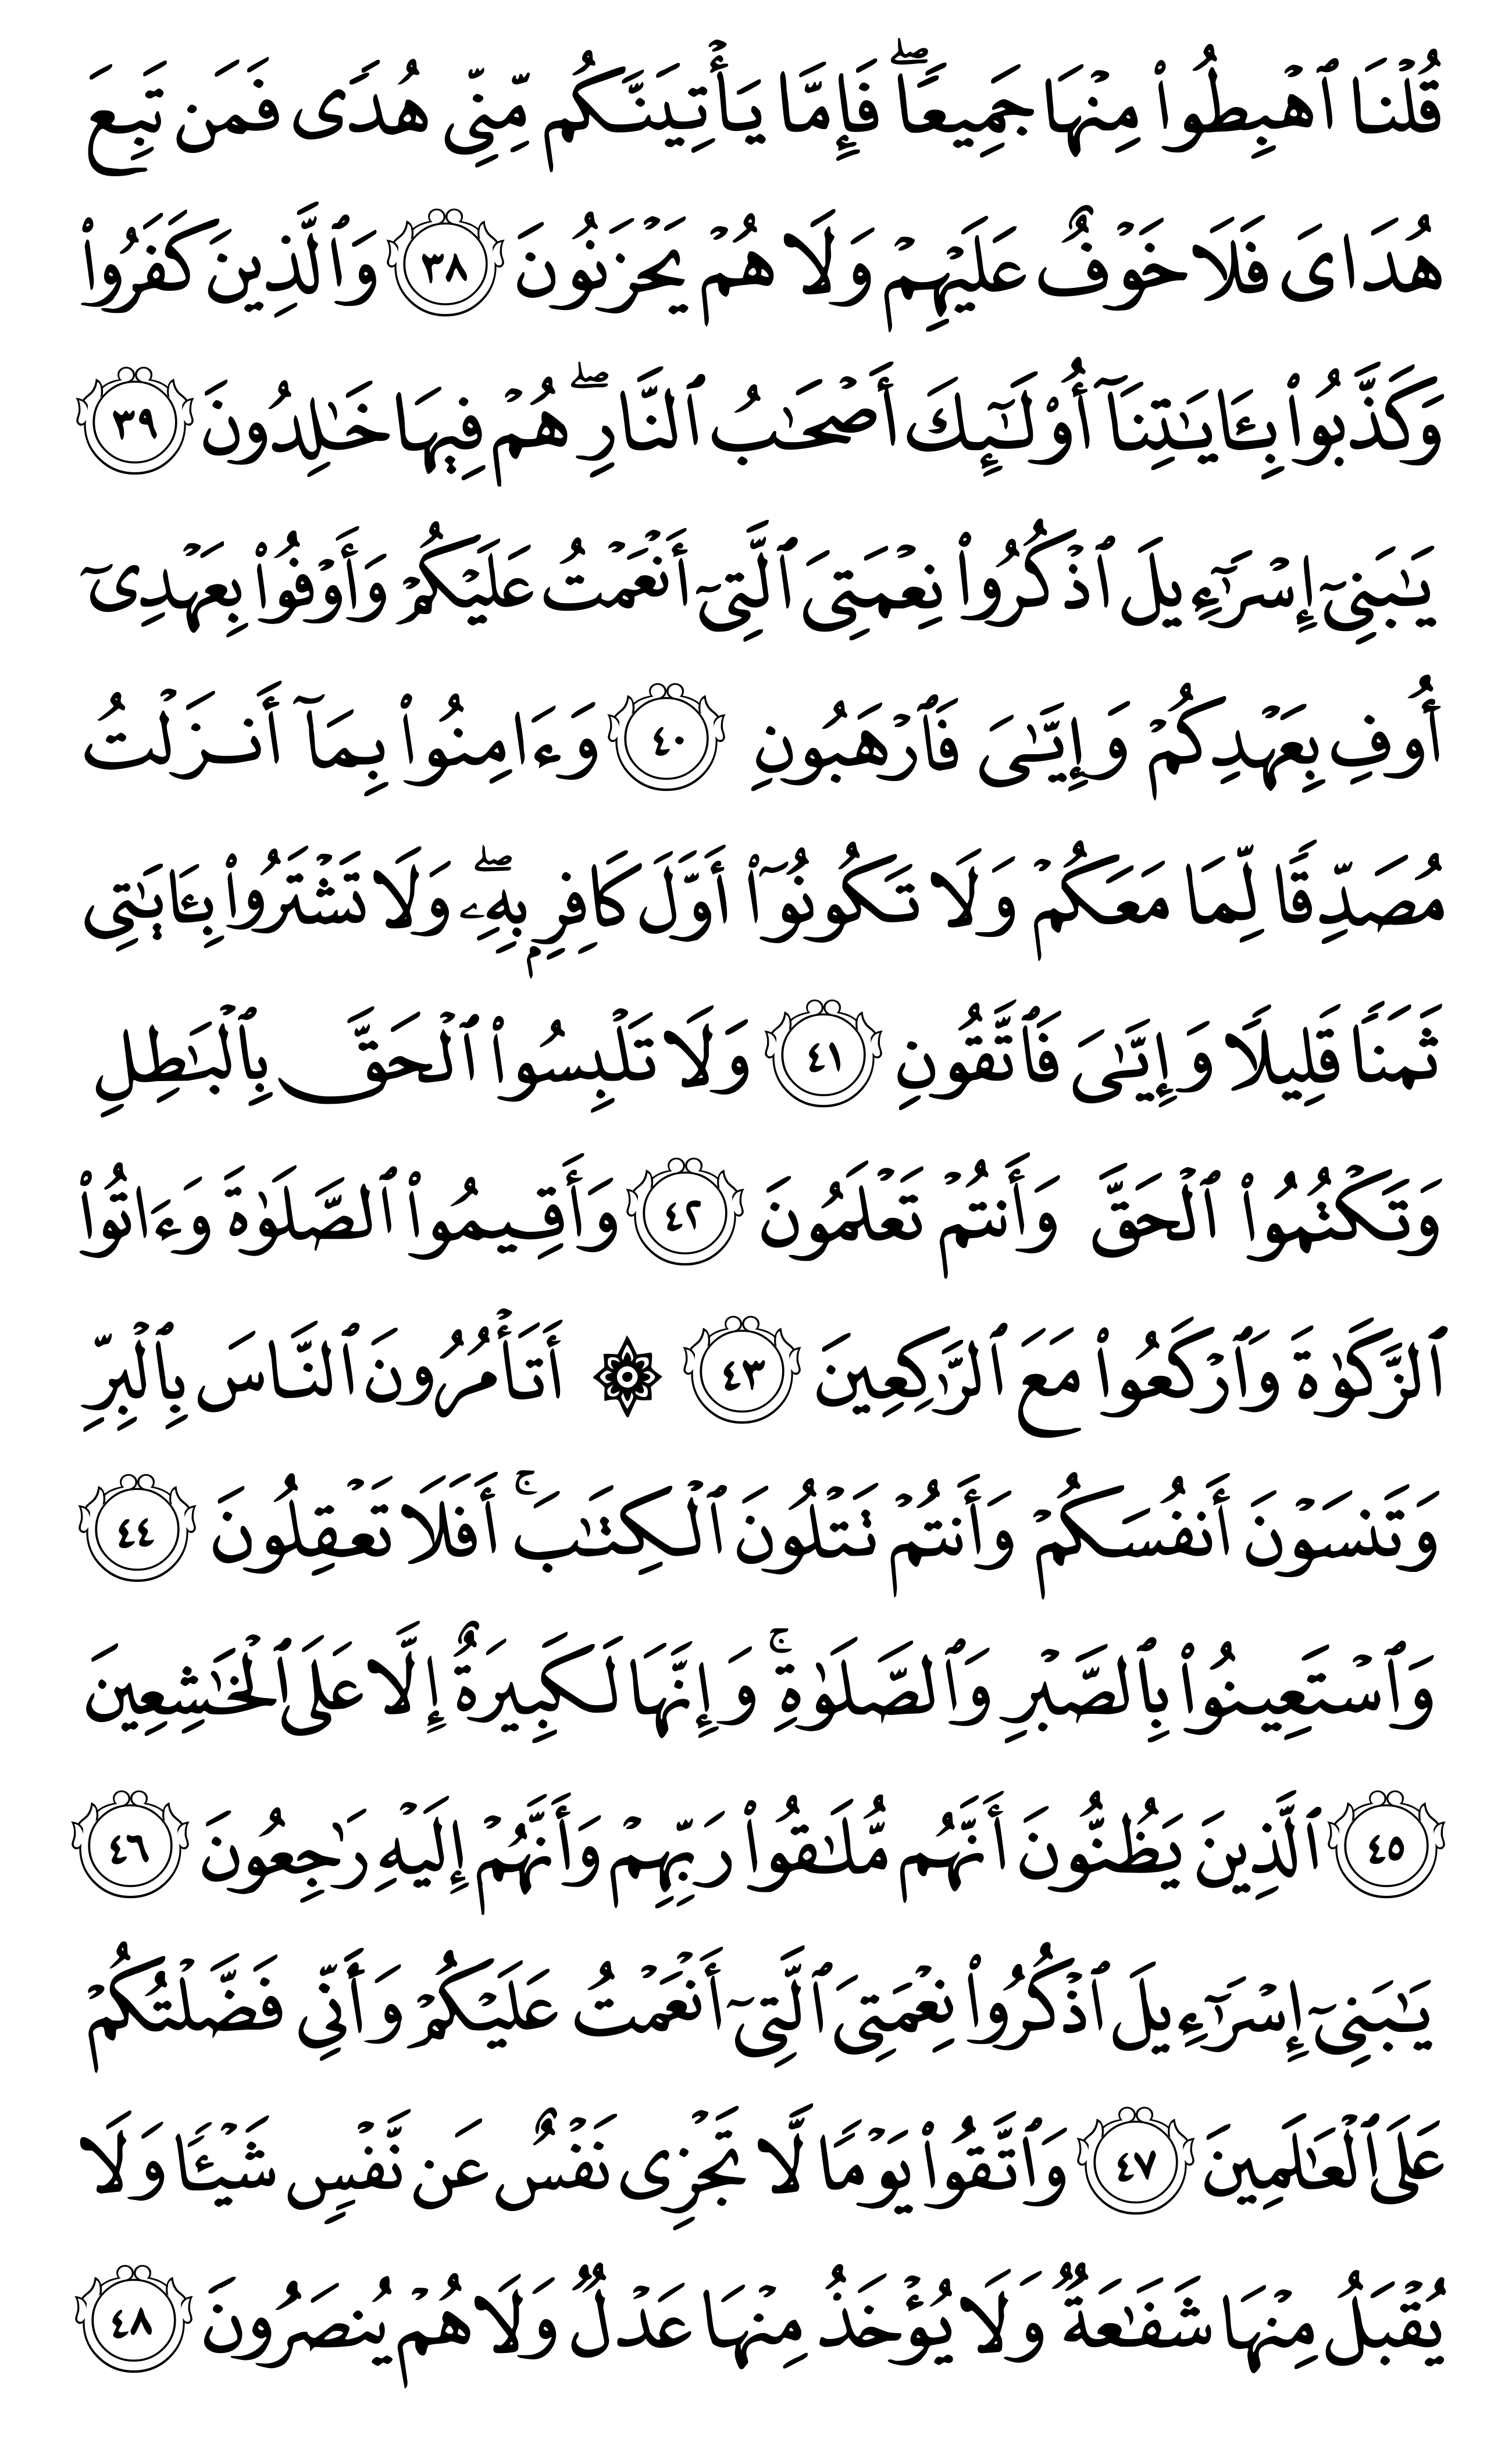 قُلْنَا ٱهْبِطُوا۟ مِنْهَا جَمِيعًا ۖ فَإِمَّا يَأْتِيَنَّكُم مِّنِّى هُدًى فَمَن تَبِعَ
هُدَاىَ فَلَا خَوْفٌ عَلَيْهِمْ وَلَا هُمْ يَحْزَنُونَ ٣٨ وَٱلَّذِينَ كَفَرُوا۟
وَكَذَّبُوا۟ بِـَٔايَـٰتِنَآ أُو۟لَـٰٓئِكَ أَصْحَـٰبُ ٱلنَّارِ ۖ هُمْ فِيهَا خَـٰلِدُونَ ٣٩
يَـٰبَنِىٓ إِسْرَٰٓءِيلَ ٱذْكُرُوا۟ نِعْمَتِىَ ٱلَّتِىٓ أَنْعَمْتُ عَلَيْكُمْ وَأَوْفُوا۟ بِعَهْدِىٓ
أُوفِ بِعَهْدِكُمْ وَإِيَّـٰىَ فَٱرْهَبُونِ ٤٠ وَءَامِنُوا۟ بِمَآ أَنزَلْتُ
مُصَدِّقًا لِّمَا مَعَكُمْ وَلَا تَكُونُوٓا۟ أَوَّلَ كَافِرٍۭ بِهِۦ ۖ وَلَا تَشْتَرُوا۟ بِـَٔايَـٰتِى
ثَمَنًا قَلِيلًا وَإِيَّـٰىَ فَٱتَّقُونِ ٤١ وَلَا تَلْبِسُوا۟ ٱلْحَقَّ بِٱلْبَـٰطِلِ
وَتَكْتُمُوا۟ ٱلْحَقَّ وَأَنتُمْ تَعْلَمُونَ ٤٢ وَأَقِيمُوا۟ ٱلصَّلَوٰةَ وَءَاتُوا۟
ٱلزَّكَوٰةَ وَٱرْكَعُوا۟ مَعَ ٱلرَّٰكِعِينَ ٤٣ ۞ أَتَأْمُرُونَ ٱلنَّاسَ بِٱلْبِرِّ
وَتَنسَوْنَ أَنفُسَكُمْ وَأَنتُمْ تَتْلُونَ ٱلْكِتَـٰبَ ۚ أَفَلَا تَعْقِلُونَ ٤٤
وَٱسْتَعِينُوا۟ بِٱلصَّبْرِ وَٱلصَّلَوٰةِ ۚ وَإِنَّهَا لَكَبِيرَةٌ إِلَّا عَلَى ٱلْخَـٰشِعِينَ
٤٥ ٱلَّذِينَ يَظُنُّونَ أَنَّهُم مُّلَـٰقُوا۟ رَبِّهِمْ وَأَنَّهُمْ إِلَيْهِ رَٰجِعُونَ ٤٦
يَـٰبَنِىٓ إِسْرَٰٓءِيلَ ٱذْكُرُوا۟ نِعْمَتِىَ ٱلَّتِىٓ أَنْعَمْتُ عَلَيْكُمْ وَأَنِّى فَضَّلْتُكُمْ
عَلَى ٱلْعَـٰلَمِينَ ٤٧ وَٱتَّقُوا۟ يَوْمًا لَّا تَجْزِى نَفْسٌ عَن نَّفْسٍ شَيْـًٔا وَلَا
يُقْبَلُ مِنْهَا شَفَـٰعَةٌ وَلَا يُؤْخَذُ مِنْهَا عَدْلٌ وَلَا هُمْ يُنصَرُونَ ٤٨